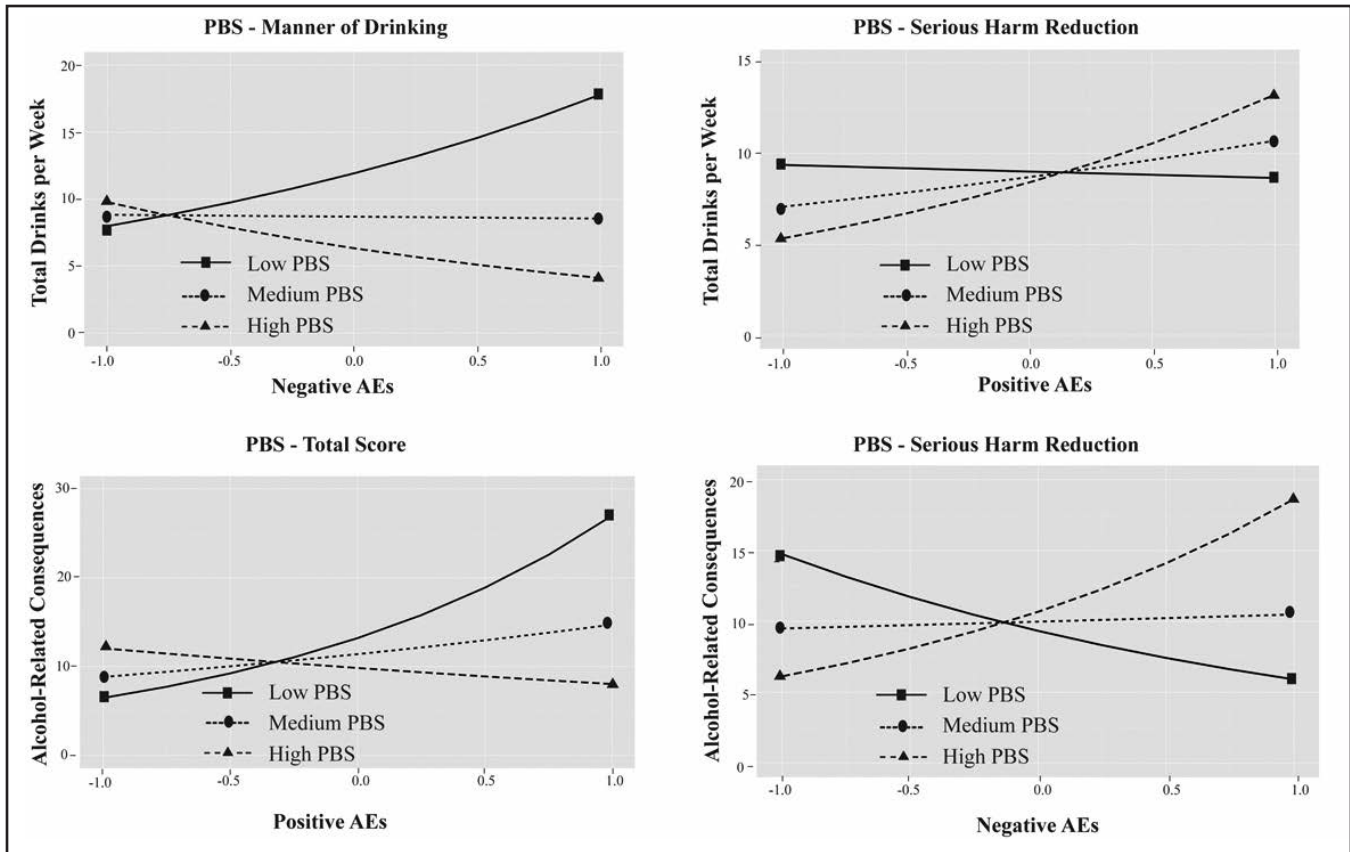 PBS - Manner of Drinking
Total Drinks per Week
20
15
10
5
0
Low PBS
Medium PBS
High PBS
-1.0
-0.5
0.0
0.5
1.0
Negative AEs
PBS - Serious Harm Reduction
Total Drinks per Week
15
10
5
0
Low PBS
Medium PBS
High PBS
-1.0
-0.5
0.0
0.5
1.0
Positive AEs
PBS - Total Score
Alcohol-Related Consequences
30
20
10
0
Low PBS
Medium PBS
High PBS
-1.0
-0.5
0.0
0.5
1.0
Positive AEs
PBS - Serious Harm Reduction
Alcohol-Related Consequences
20
15
10
5
0
Low PBS
Medium PBS
High PBS
-1.0
-0.5
0.0
0.5
1.0
Negative AEs